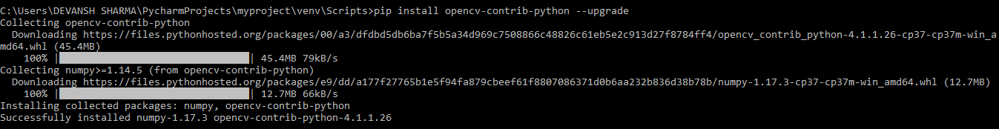 C:\Users\DEVANSH SHARMA\PycharmProjects\myproject\venv\Scripts>pip install opencv-contrib-python --upgrade
Collecting opencv-contrib-python
  Downloading https://files.pythonhosted.org/packages/00/a3/dfdbd5db6ba7f5b5a34d969c7508866c48826c61eb5e2c913d27f8784ff4/opencv_contrib_python-4.1.1.26-cp37-cp37m-win_a
md64.whl (45.4MB)
    100% |████████████████████████████████| 45.4MB 79kB/s
Collecting numpy>=1.14.5 (from opencv-contrib-python)
  Downloading https://files.pythonhosted.org/packages/e9/dd/a177f27765b1e5f94fa879cbeef61f8807086371d0b6aa232b836d38b78b/numpy-1.17.3-cp37-cp37m-win_amd64.whl (12.7MB)
    100% |████████████████████████████████| 12.7MB 66kB/s
Installing collected packages: numpy, opencv-contrib-python
Successfully installed numpy-1.17.3 opencv-contrib-python-4.1.1.26